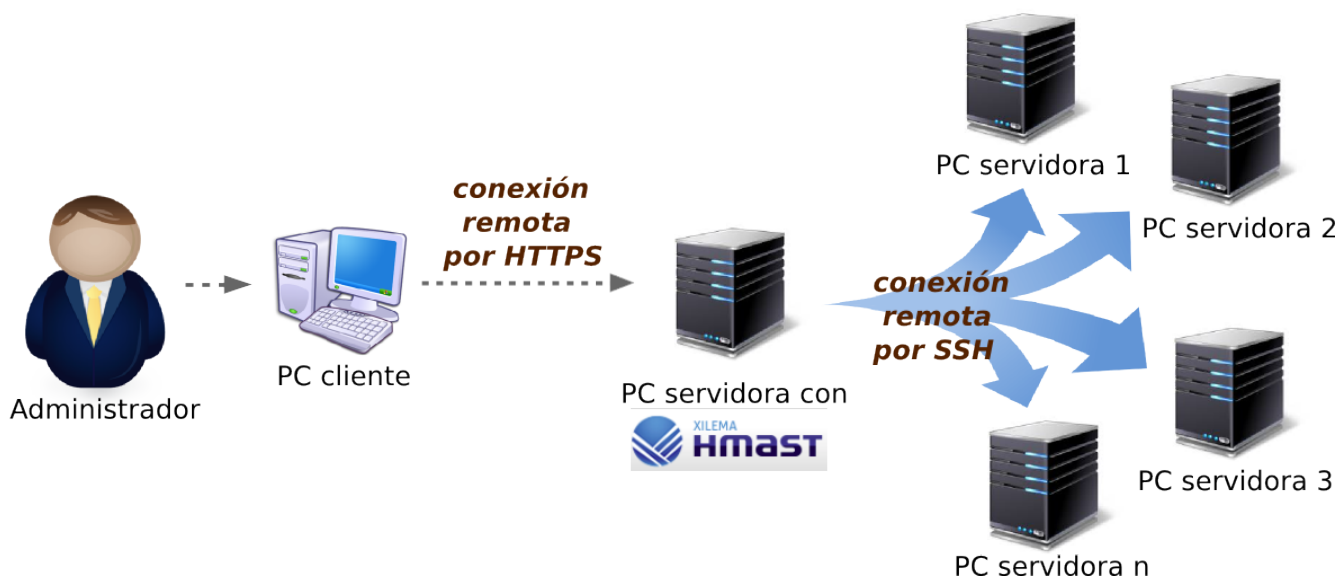 Administrador
PC cliente
conexión
remota
por HTTPS
PC servidora con
XILEMA
HMAST
conexión
remota
por SSH
PC servidora 1
PC servidora 2
PC servidora 3
PC servidora n